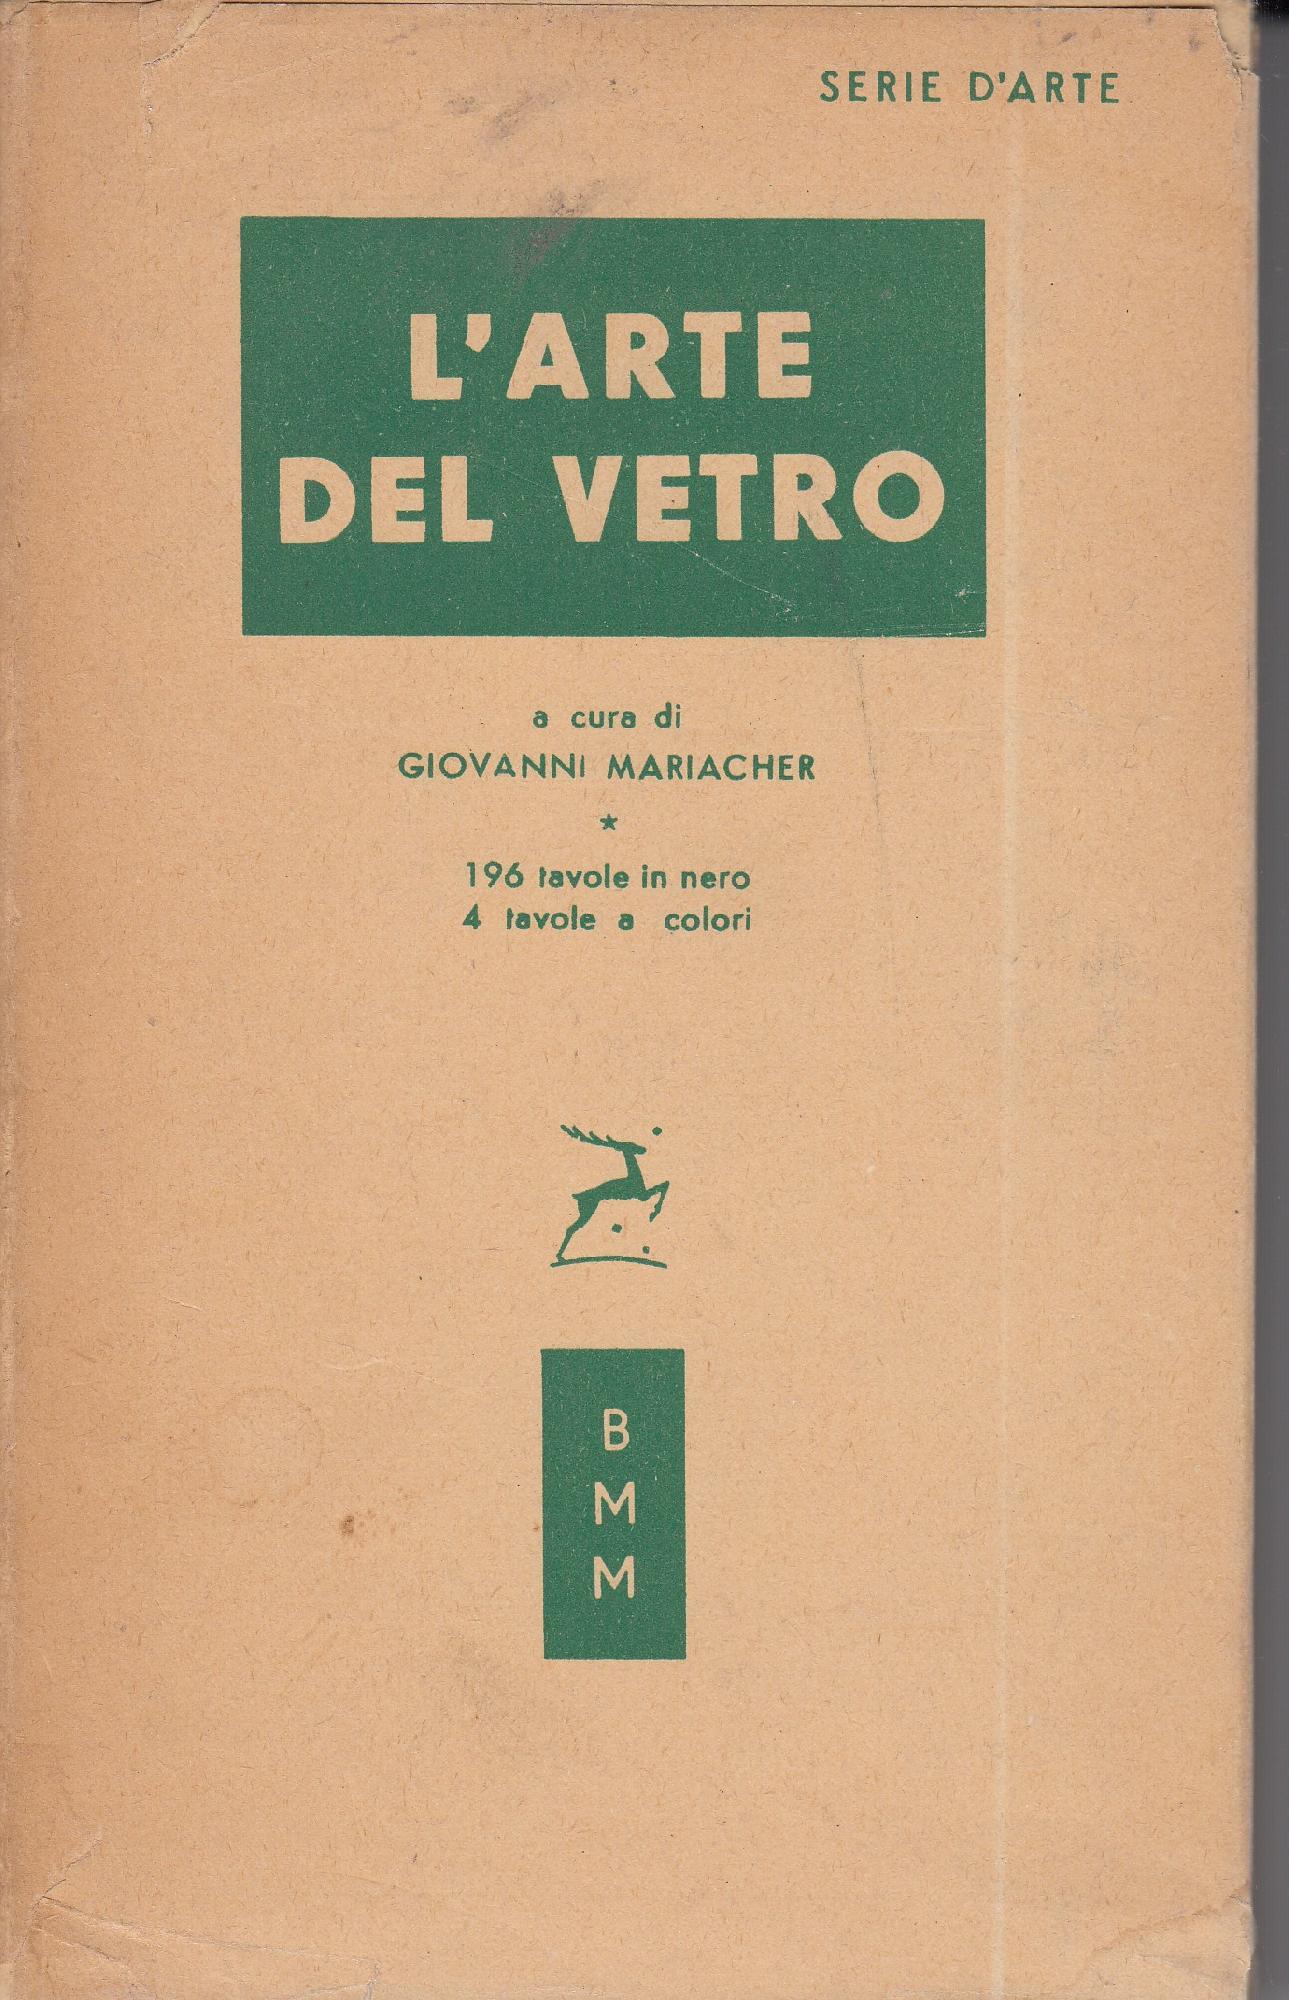 SERIE D'ARTE
L'ARTE
DEL VETRO
a cura di
GIOVANNI MARIACHER
★
196 tavole in nero
4 tavole a colori
B
M
M